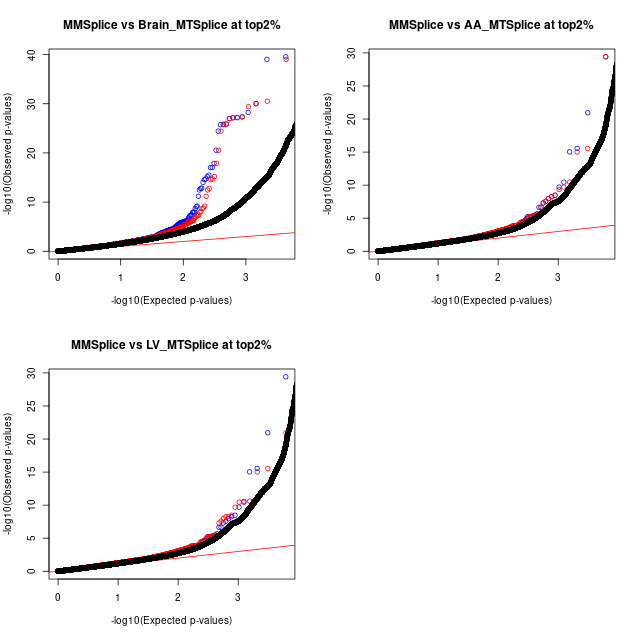 MMSplice vs Brain_MTSplice at top2%
-log10(Observed p-values)
40
30
20
10
0
0 1 2 3
-log10(Expected p-values)
MMSplice vs AA_MTSplice at top2%
-log10(Observed p-values)
30
25
20
15
10
5
0
0 1 2 3
-log10(Expected p-values)
MMSplice vs LV_MTSplice at top2%
-log10(Observed p-values)
30
25
20
15
10
5
0
0 1 2 3
-log10(Expected p-values)